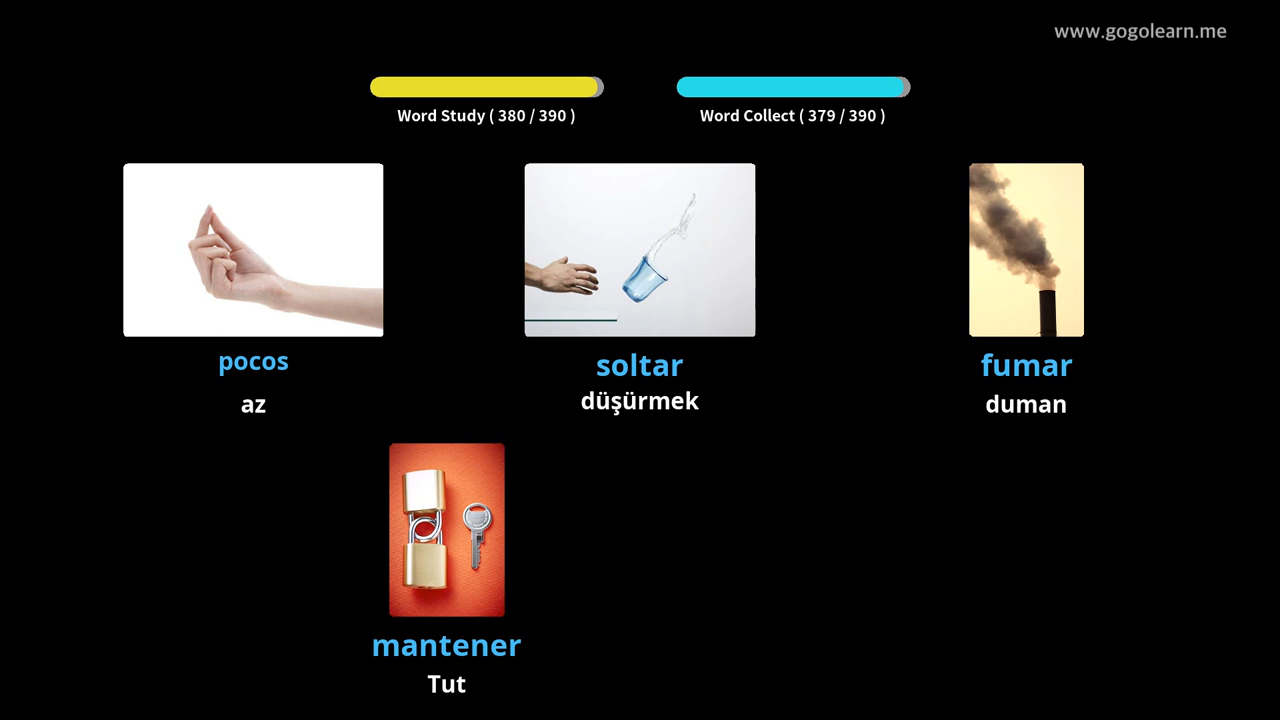 www.gogolearn.me
Word Study ( 380 / 390 )
Word Collect ( 379 / 390 )
pocos
az
soltar
düşürmek
fumar
duman
mantener
Tut